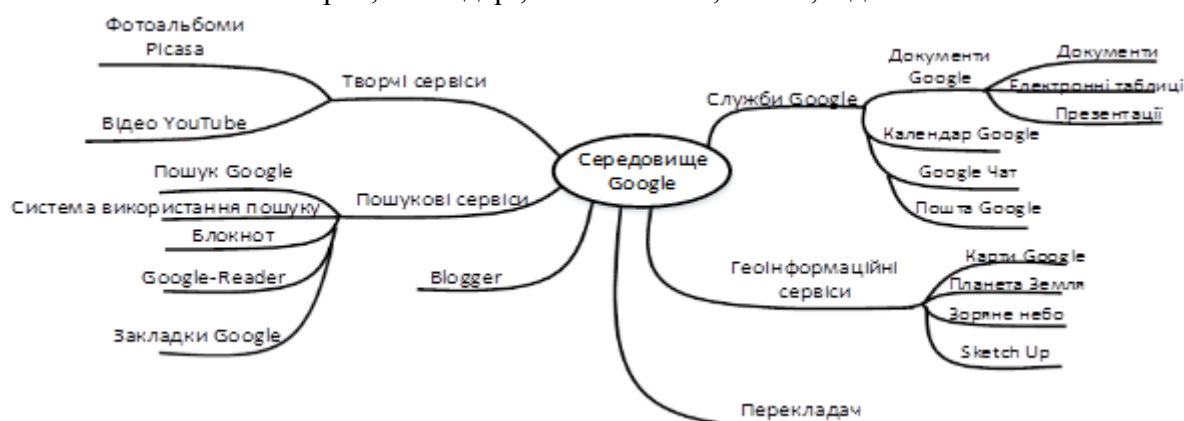 Фотоальбоми
Picasa
Творчі сервіси
Відео YouTube
Пошук Google
Система використання пошуку
Пошукові сервіси
Блокнот
Google-Reader
Закладки Google
Blogger
Середовище
Google
Служби Google
Документи
Google
Документи
Електронні таблиці
Презентації
Календар Google
Google Чат
Пошта Google
Геоінформаційні
сервіси
Карти Google
Планета Земля
Зоряне небо
Sketch Up
Перекладач